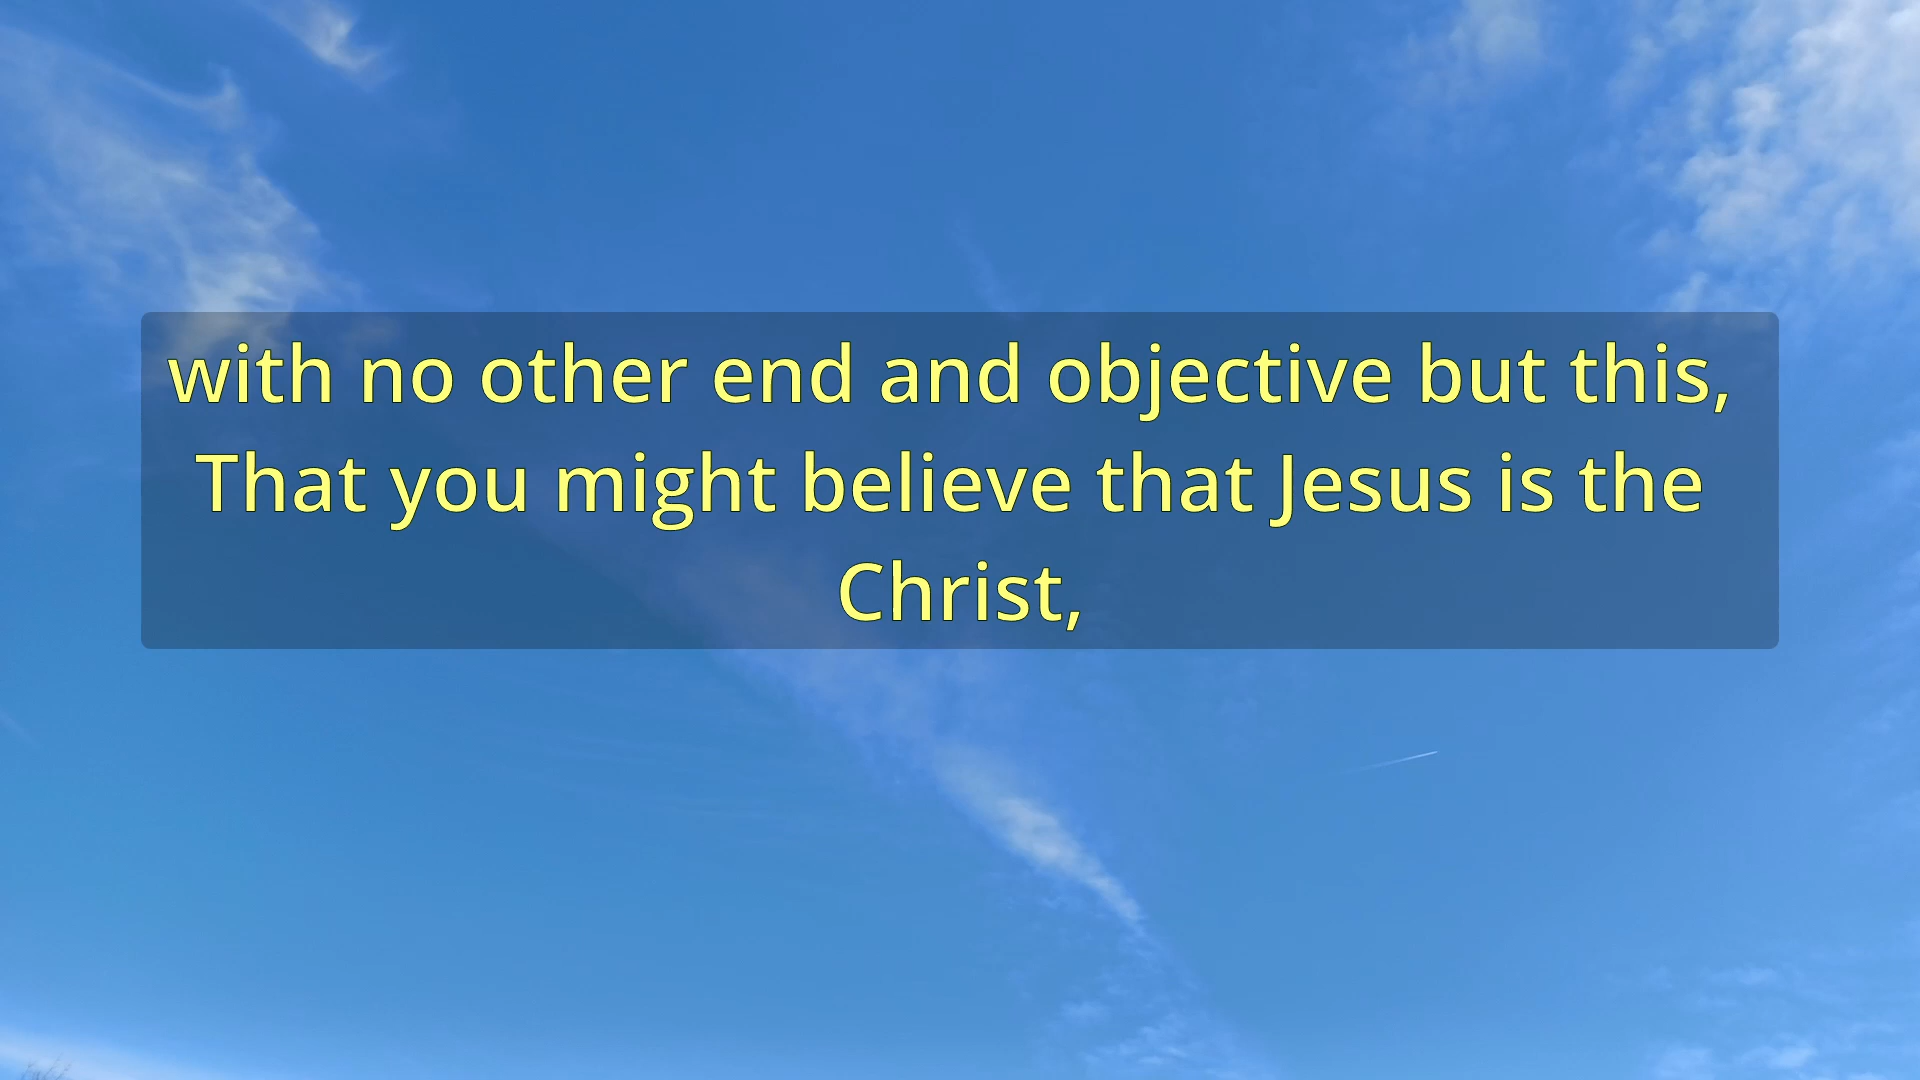 with no other end and objective but this,
That you might believe that Jesus is the
Christ,